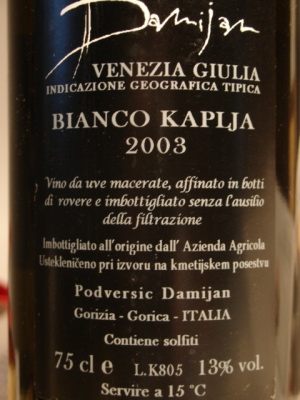 Damijan
VENEZIA GIULIA
INDICAZIONE GEOGRAFICA TIPICA
BIANCO KAPLJA
2003
Vino da uve macerate, affinato in botti
di rovere e imbottigliato senza l'ausilio
della filtrazione
Imbottigliato all'origine dall' Azienda Agricola
Ustekleničeno pri izvoru na kmetijskem posestvu
Podversic Damijan
Gorizia - Gorica - ITALIA
Contiene solfiti
75 cl e L.K805 13% vol.
Servire a 15 °C